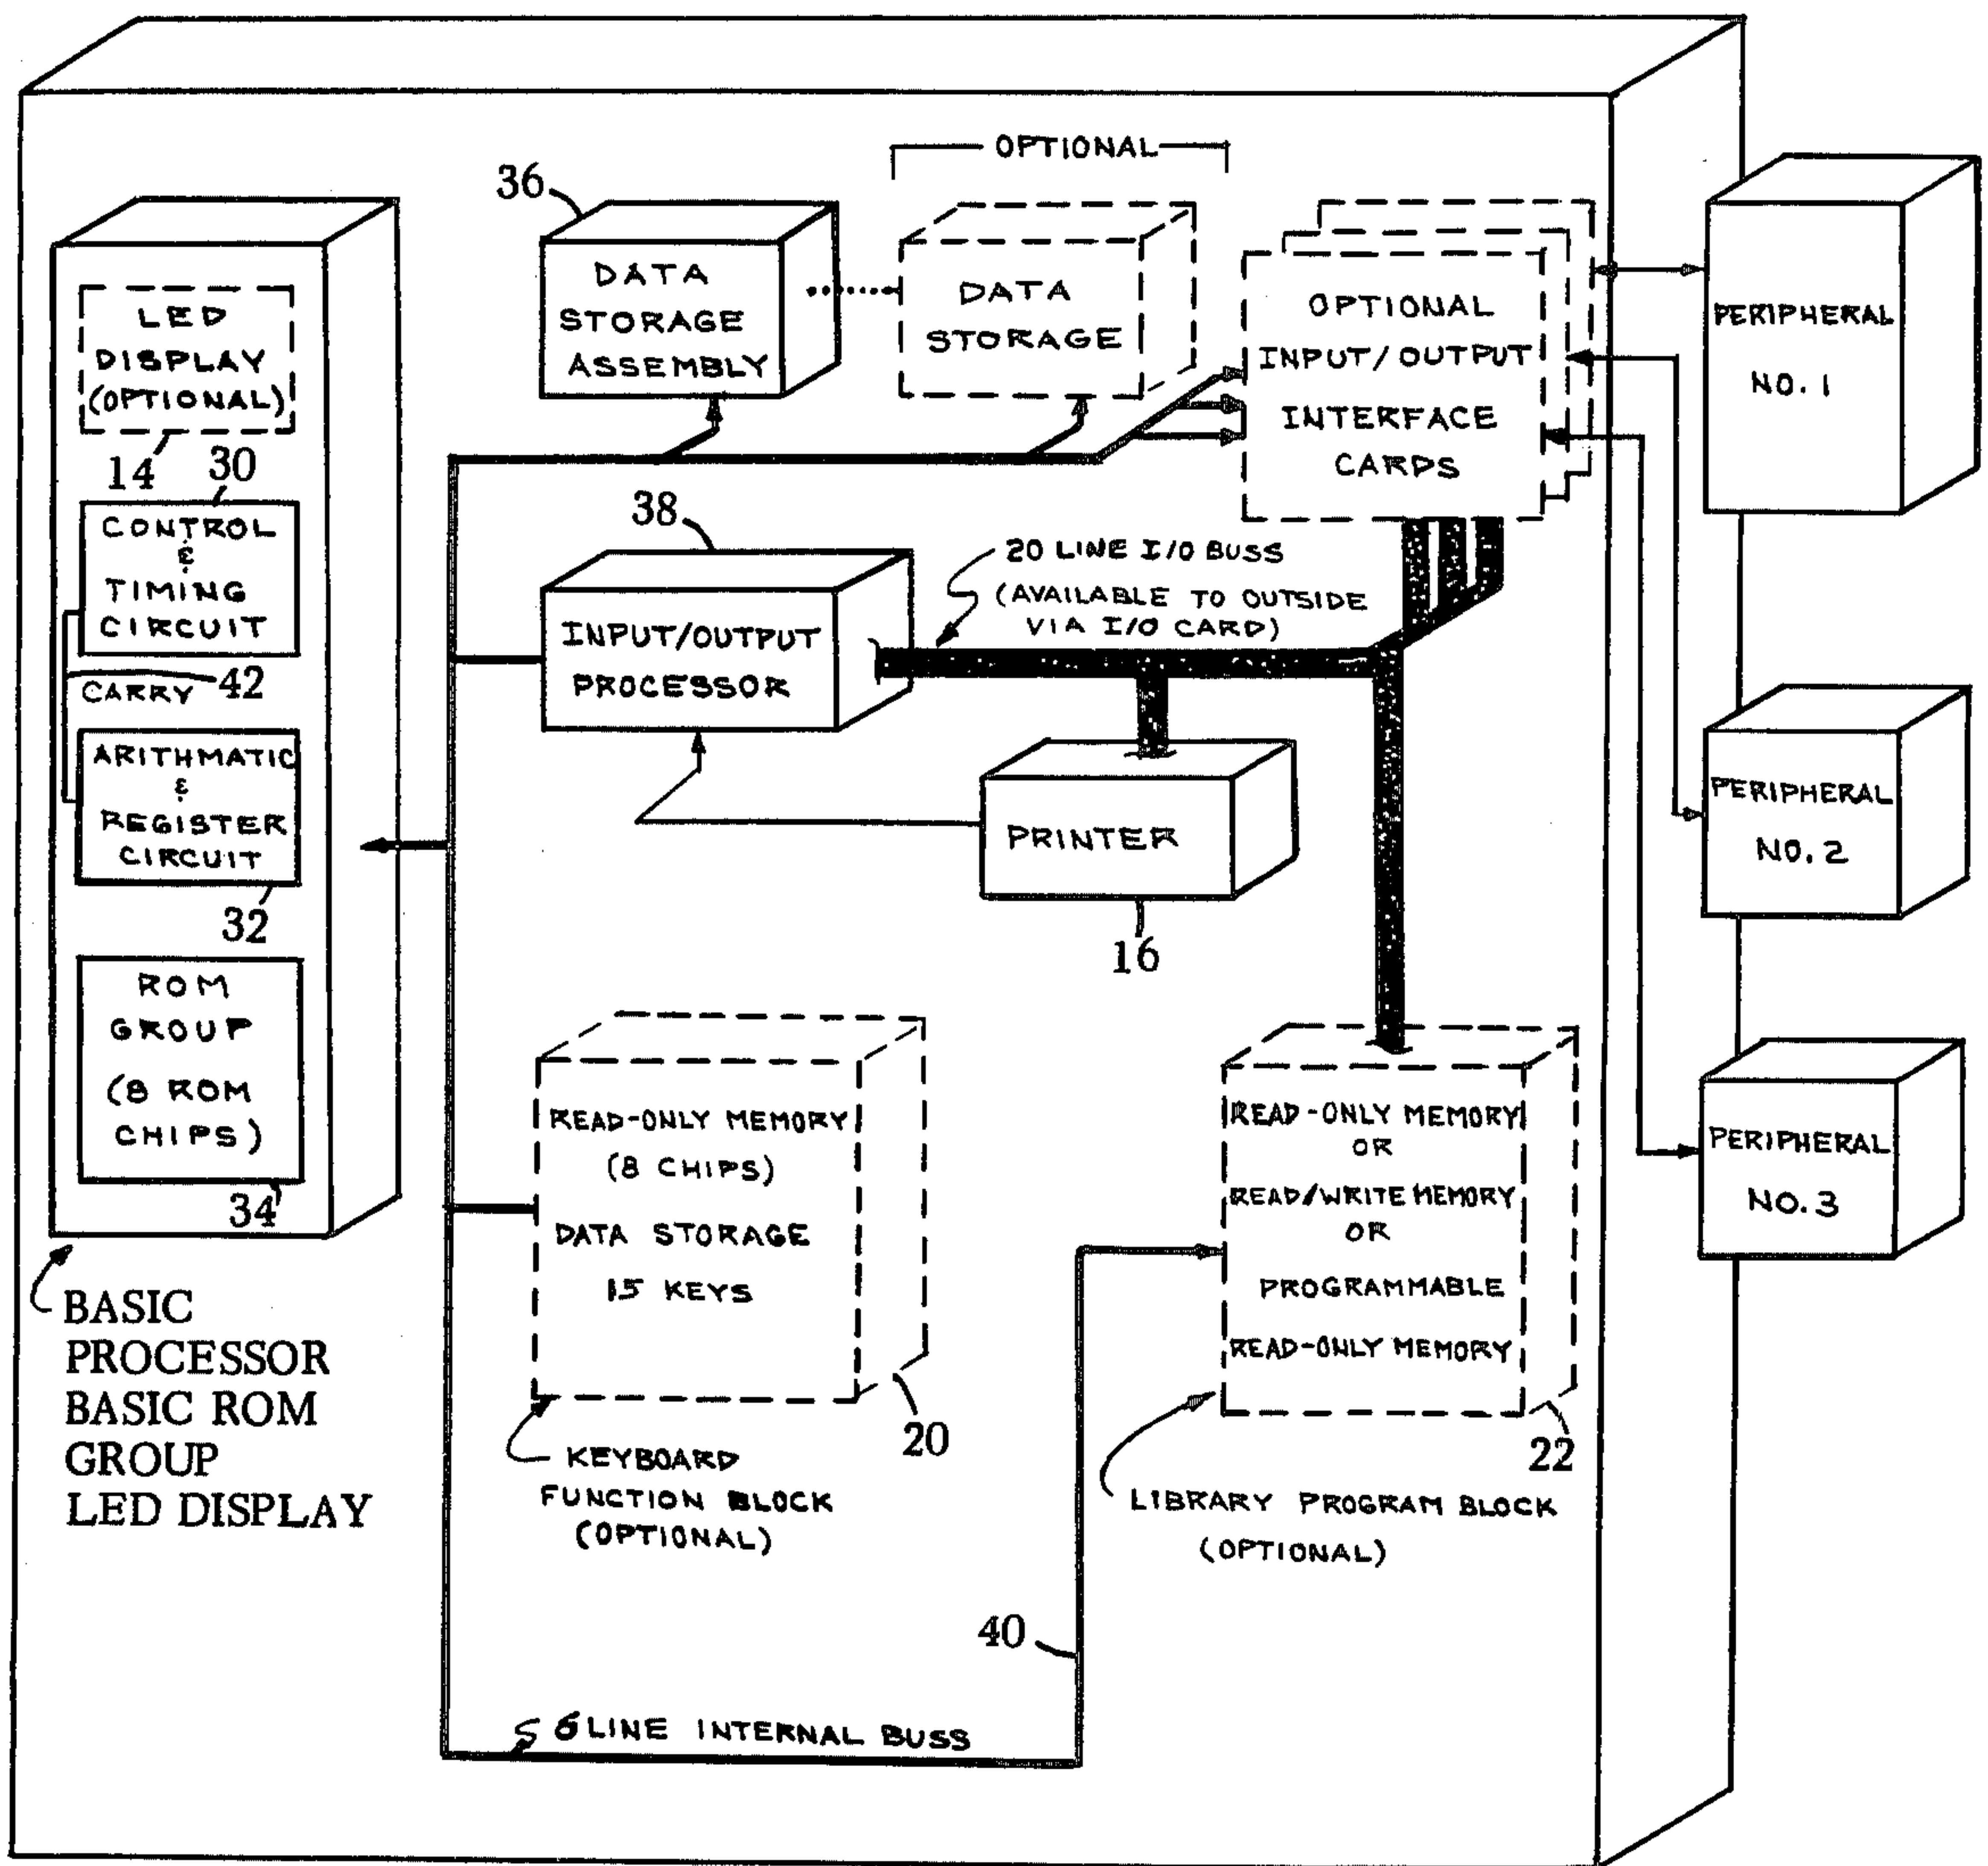 OPTIONAL
36
DATA
STORAGE
ASSEMBLY
DATA
STORAGE
OPTIONAL
INPUT/OUTPUT
INTERFACE
CARDS
PERIPHERAL
NO. 1
LED
DISPLAY
(OPTIONAL)
14
30
CONTROL
&
TIMING
CIRCUIT
CARRY
42
ARITHMATIC
&
REGISTER
CIRCUIT
32
ROM
GROUP
(8 ROM
CHIPS)
34
BASIC
PROCESSOR
BASIC ROM
GROUP
LED DISPLAY
38
INPUT/OUTPUT
PROCESSOR
20 LINE I/O BUSS
(AVAILABLE TO OUTSIDE
VIA I/O CARD)
PRINTER
16
PERIPHERAL
NO. 2
READ-ONLY MEMORY
(8 CHIPS)
DATA STORAGE
15 KEYS
20
KEYBOARD
FUNCTION BLOCK
(OPTIONAL)
READ-ONLY MEMORY
OR
READ/WRITE MEMORY
OR
PROGRAMMABLE
READ-ONLY MEMORY
22
LIBRARY PROGRAM BLOCK
(OPTIONAL)
PERIPHERAL
NO. 3
40
6 LINE INTERNAL BUSS